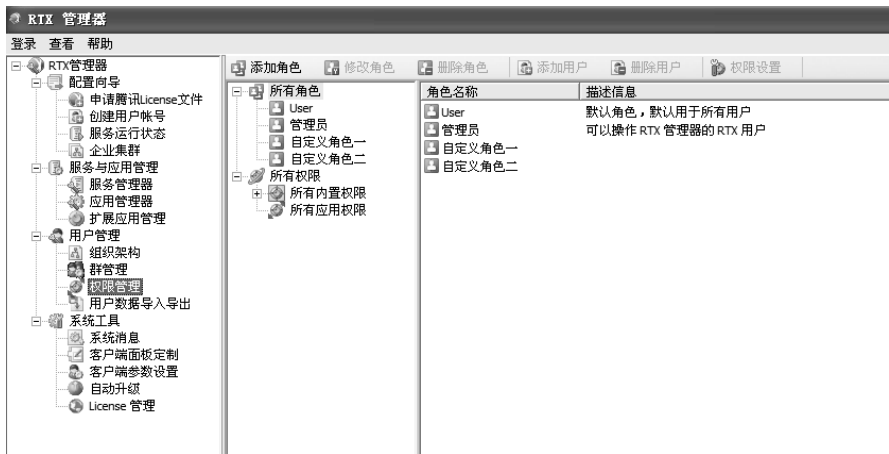 RTX 管理器
登录 查看 帮助
RTX管理器
配置向导
申请腾讯License文件
创建用户帐号
服务运行状态
企业集群
服务与应用管理
服务管理器
应用管理器
扩展应用管理
用户管理
组织架构
群管理
权限管理
用户数据导入导出
系统工具
系统消息
客户端面板定制
客户端参数设置
自动升级
License 管理
添加角色 修改角色 删除角色 添加用户 删除用户 权限设置
所有角色
User
管理员
自定义角色一
自定义角色二
所有权限
所有内置权限
所有应用权限
角色名称 描述信息
User 默认角色，默认用于所有用户
管理员 可以操作 RTX 管理器的 RTX 用户
自定义角色一
自定义角色二